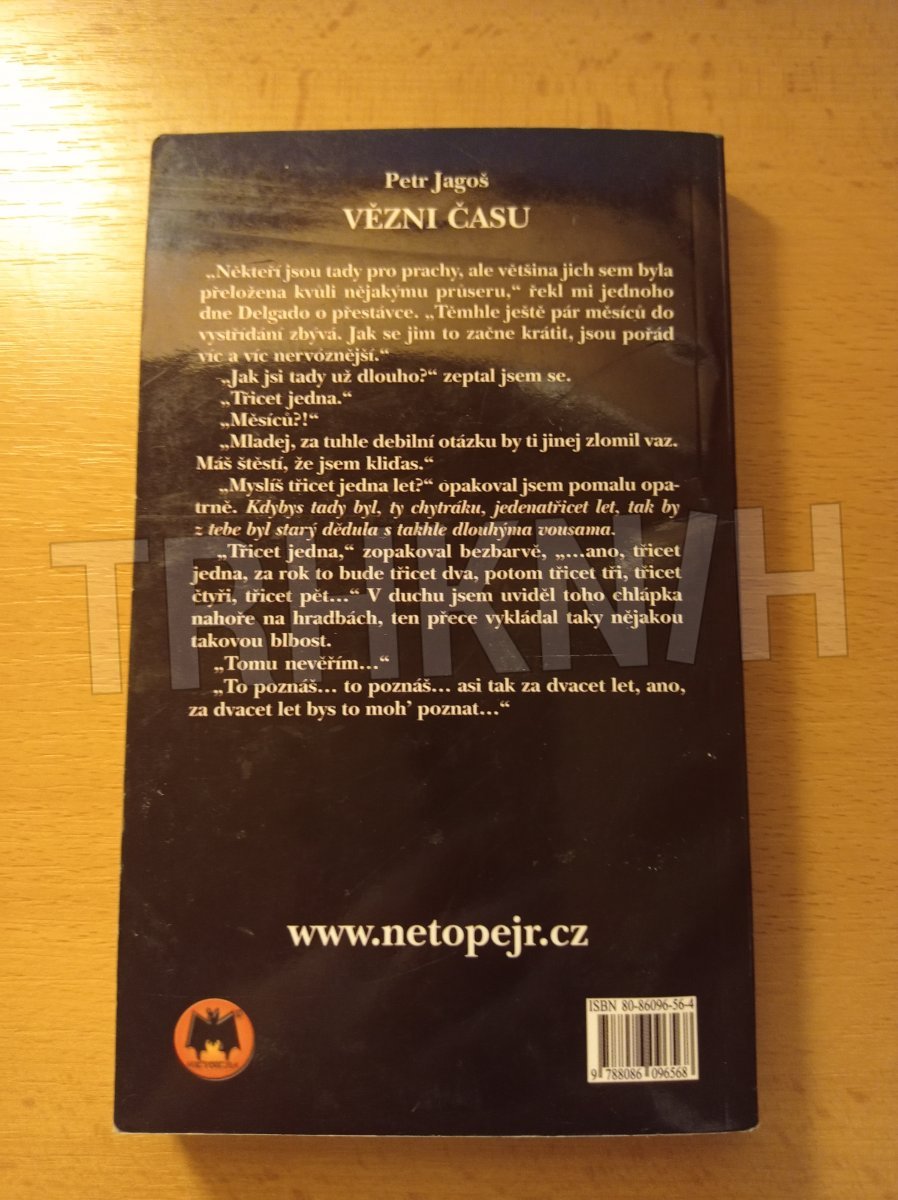 Petr Jagoš
VĚZNI ČASU
„Někteří jsou tady pro prachy, ale většina jich sem byla
přeložena kvůli nějakýmu průseru,“ řekl mi jednoho
dne Delgado o přestávce. „Těmhle ještě pár měsíců do
vystřídání zbývá. Jak se jim to začne krátit, jsou pořád
víc a víc nervóznější.“
„Jak jsi tady už dlouho?“ zeptal jsem se.
„Třicet jedna.“
„Měsíců?!“
„Mladej, za tuhle debilní otázku by ti jinej zlomil vaz.
Máš štěstí, že jsem kliďas.“
„Myslíš třicet jedna let?“ opakoval jsem pomalu opa-
trně. Kdybys tady byl, ty chytráku, jedenatřicet let, tak by
z tebe byl starý dědula s takhle dlouhýma vousama.
„Třicet jedna,“ zopakoval bezbarvě, „…ano, třicet
jedna, za rok to bude třicet dva, potom třicet tři, třicet
čtyři, třicet pět…“ V duchu jsem uviděl toho chlápka
nahoře na hradbách, ten přece vykládal taky nějakou
takovou blbost.
„Tomu nevěřím…“
„To poznáš… to poznáš… asi tak za dvacet let, ano,
za dvacet let bys to moh’ poznat…“
TRHKNIH
www.netopejr.cz
ISBN 80-86096-56-4
9 788086 096568